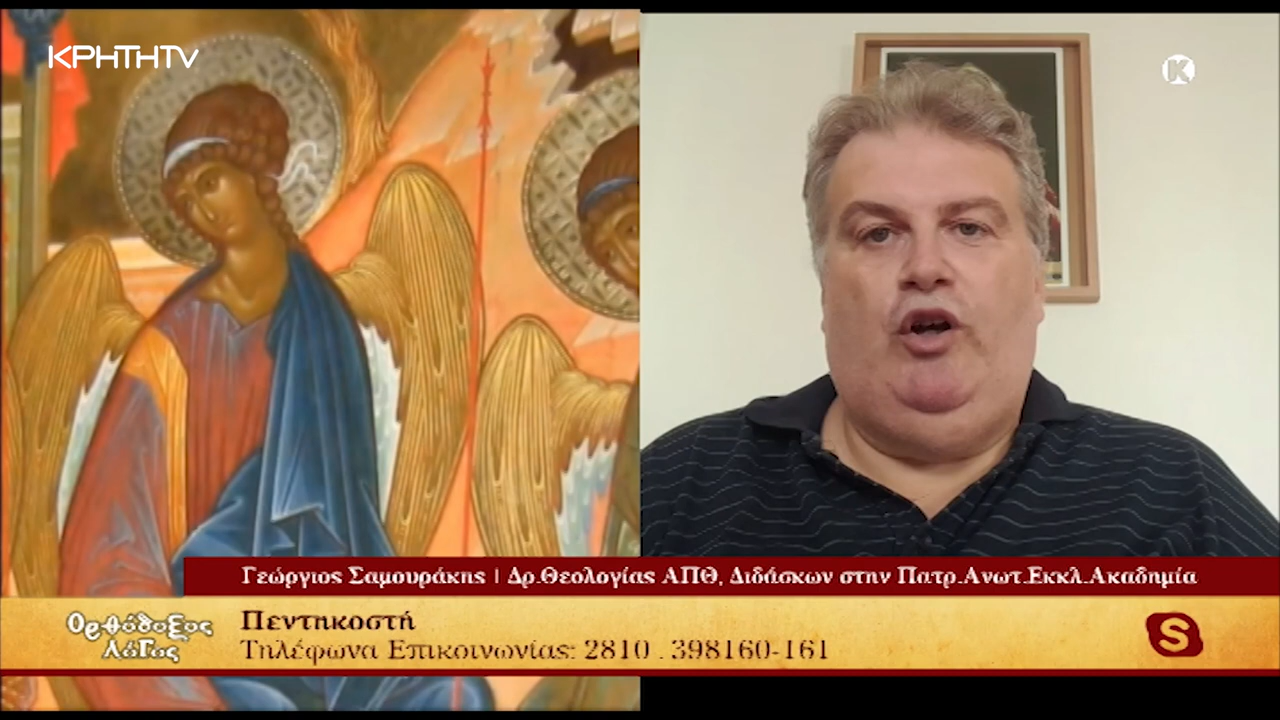 ΚΡΗΤΗTV
K
Γεώργιος Σαμουράκης | Δρ.Θεολογίας ΑΠΘ, Διδάσκων στην Πατρ.Ανωτ.Εκκλ.Ακαδημία
Ορθόδοξος
Λόγος
Πεντηκοστή
Τηλέφωνα Επικοινωνίας: 2810 . 398160-161
S